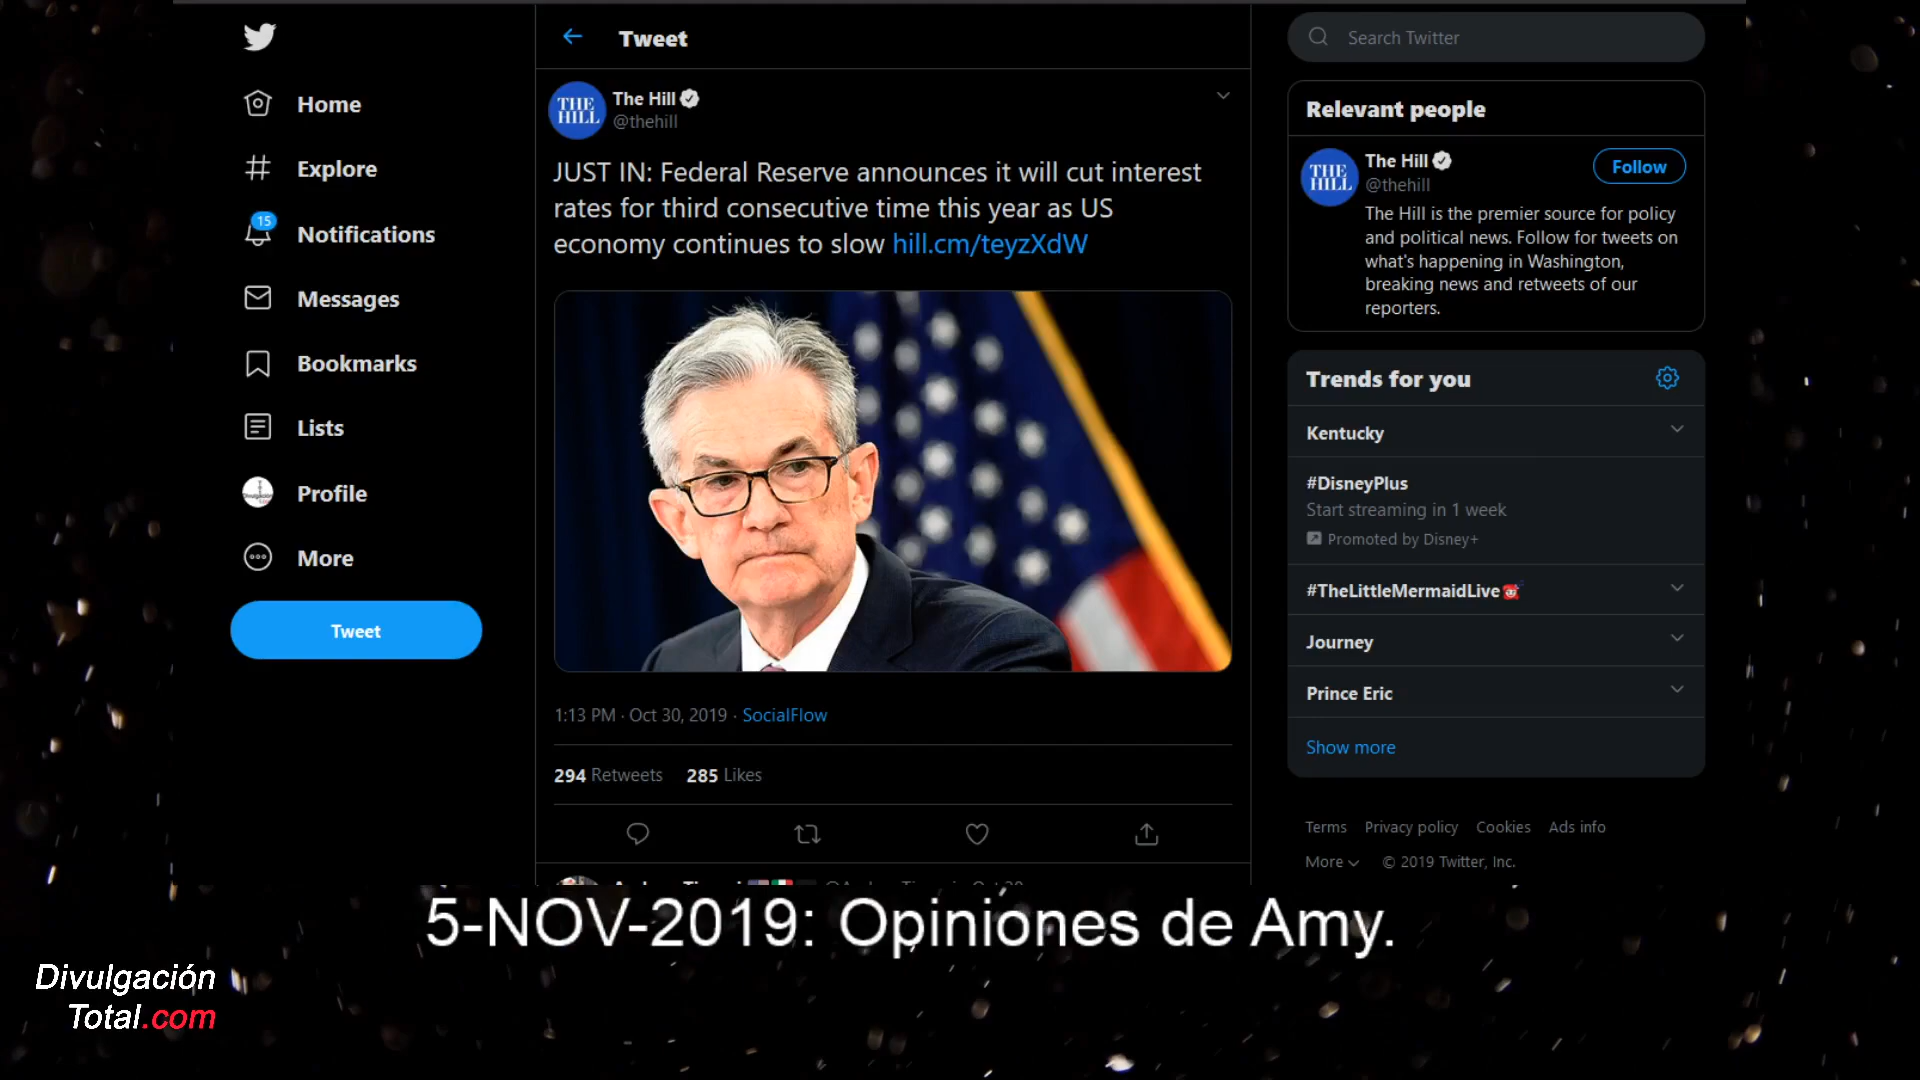 Home
Explore
15
Notifications
Messages
Bookmarks
Lists
Profile
More
Tweet
Tweet
THE
HILL
The Hill
@thehill
JUST IN: Federal Reserve announces it will cut interest
rates for third consecutive time this year as US
economy continues to slow hill.cm/teyzXdW
1:13 PM · Oct 30, 2019 · SocialFlow
294 Retweets 285 Likes
Search Twitter
Relevant people
THE
HILL
The Hill
@thehill
Follow
The Hill is the premier source for policy
and political news. Follow for tweets on
what's happening in Washington,
breaking news and retweets of our
reporters.
Trends for you
Kentucky
#DisneyPlus
Start streaming in 1 week
Promoted by Disney+
#TheLittleMermaidLive
Journey
Prince Eric
Show more
Terms Privacy policy Cookies Ads info
More © 2019 Twitter, Inc.
5-NOV-2019: Opiniones de Amy.
Divulgación
Total.com